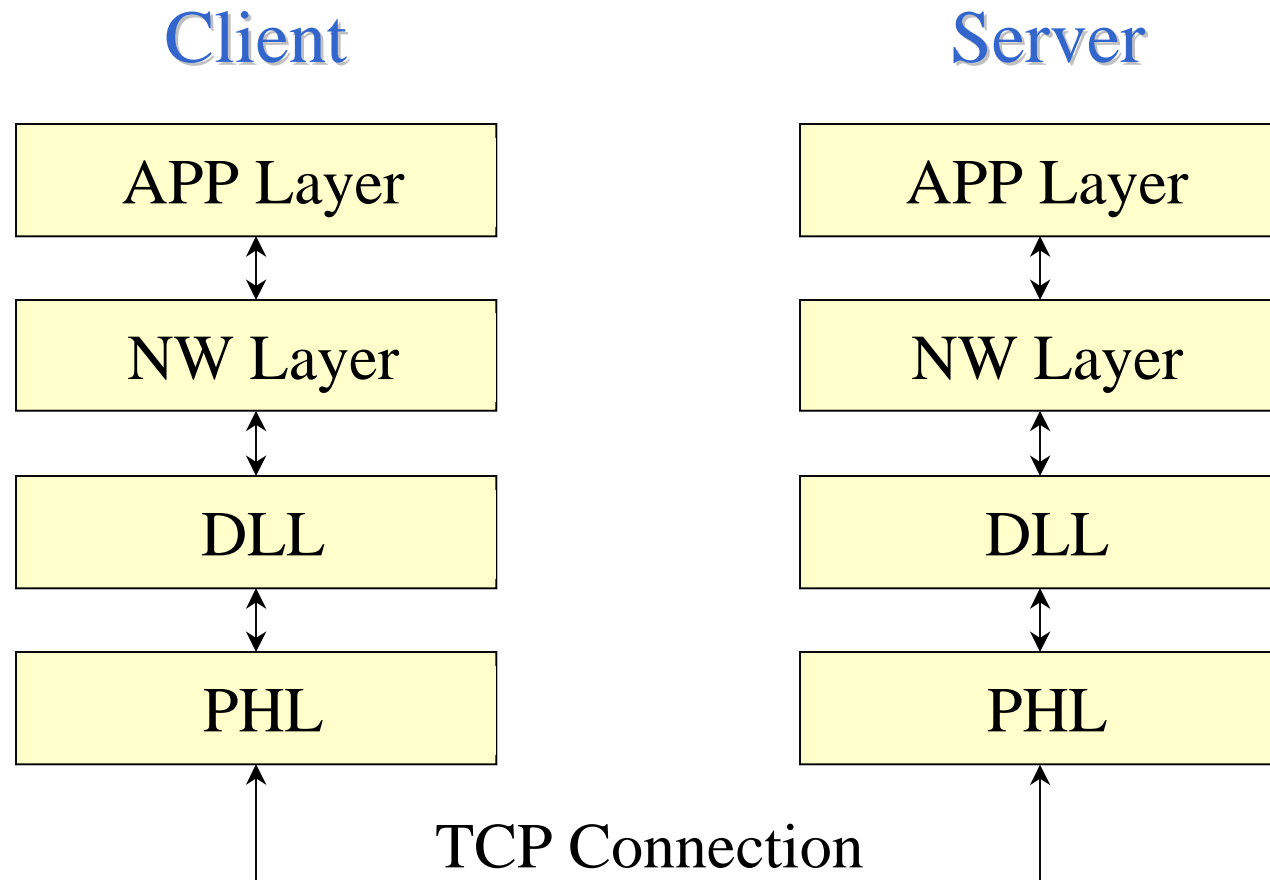 Client
Server
APP Layer
APP Layer
NW Layer
NW Layer
DLL
DLL
PHL
PHL
TCP Connection